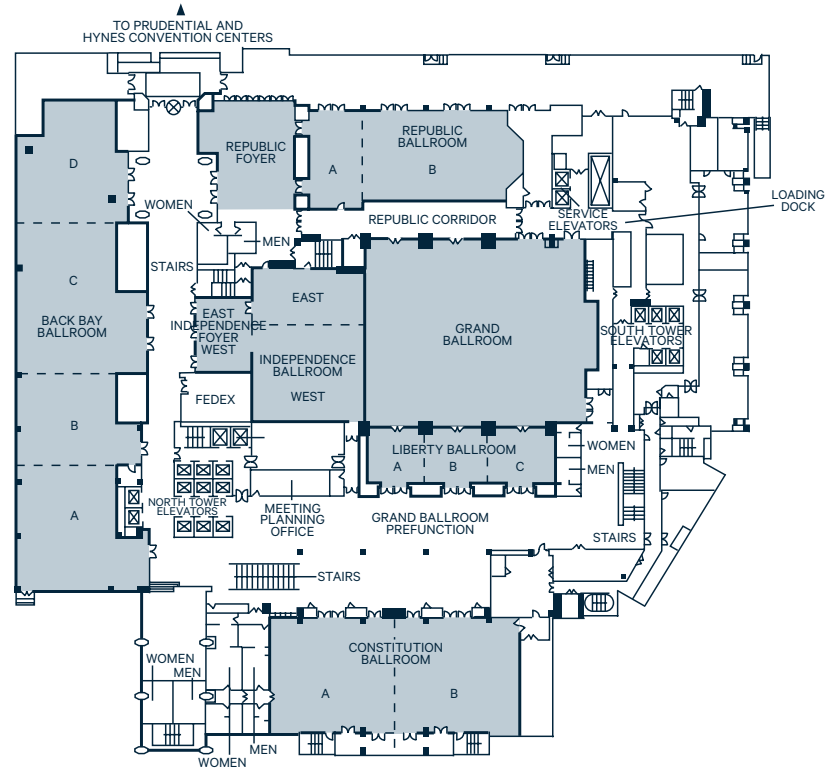 TO PRUDENTIAL AND
HYNES CONVENTION CENTERS
REPUBLIC
FOYER
REPUBLIC
BALLROOM
A
B
D
WOMEN
MEN
STAIRS
REPUBLIC CORRIDOR
SERVICE
ELEVATORS
LOADING
DOCK
C
BACK BAY
BALLROOM
EAST
INDEPENDENCE
FOYER
WEST
EAST
INDEPENDENCE
BALLROOM
WEST
GRAND
BALLROOM
SOUTH TOWER
ELEVATORS
FEDEX
B
LIBERTY BALLROOM
A
B
C
WOMEN
MEN
A
NORTH TOWER
ELEVATORS
MEETING
PLANNING
OFFICE
GRAND BALLROOM
PREFUNCTION
STAIRS
STAIRS
CONSTITUTION
BALLROOM
A
B
WOMEN
MEN
WOMEN
MEN